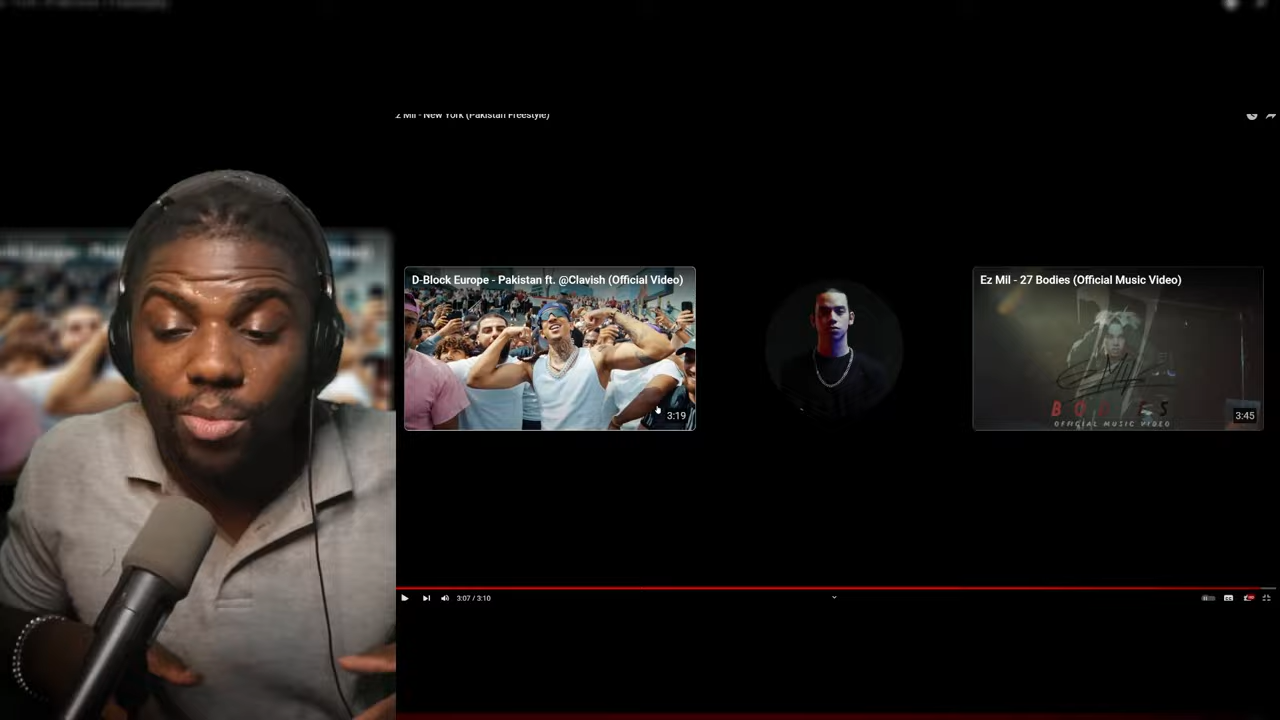 Ez Mil - New York (Pakistan Freestyle)
D-Block Europe - Pakistan ft. @Clavish (Official Video)
3:19
Ez Mil - 27 Bodies (Official Music Video)
OFFICIAL MUSIC VIDEO
3:45
3:07 / 3:10